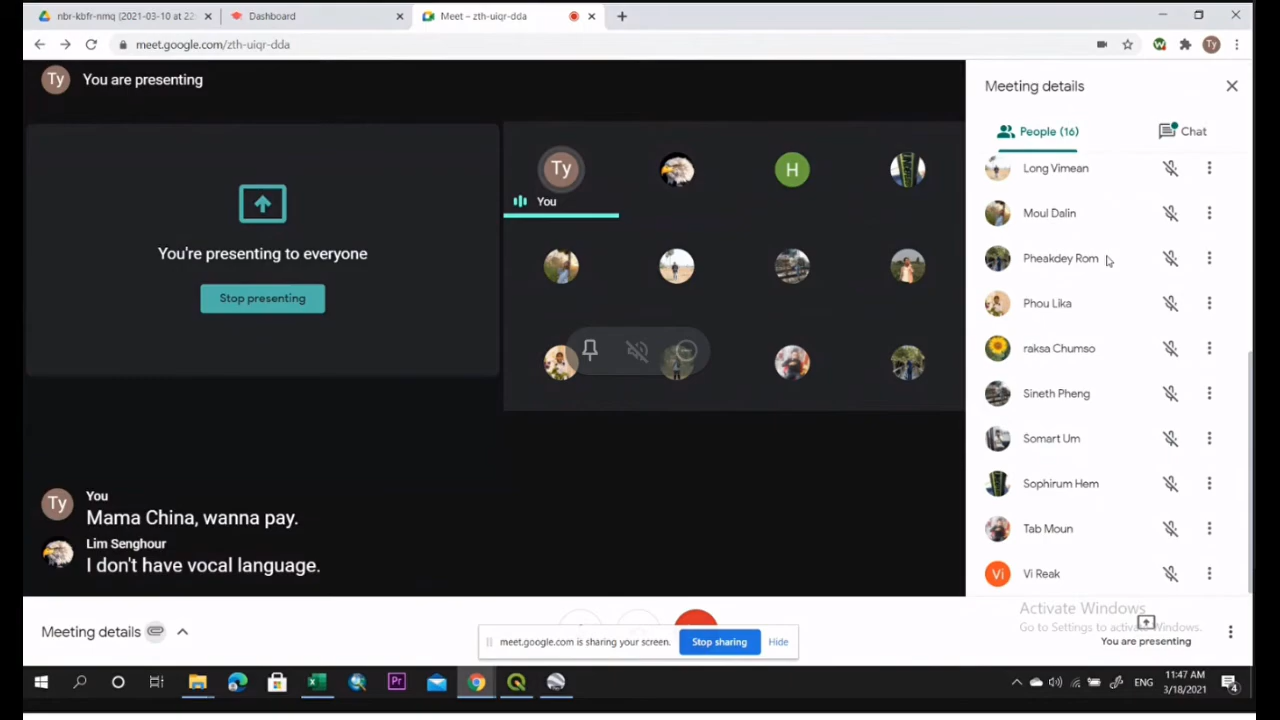 nbr-kbfr-nmq (2021-03-10 at 22:
Dashboard
Meet – zth-uiqr-dda
meet.google.com/zth-uiqr-dda
Ty
Ty
You are presenting
Meeting details
People (16)
Chat
You're presenting to everyone
Stop presenting
Ty
H
You
Long Vimean
Moul Dalin
Pheakdey Rom
Phou Lika
raksa Chumso
Sineth Pheng
Somart Um
Sophirum Hem
Tab Moun
Vi
Vi Reak
Ty
You
Mama China, wanna pay.
Lim Senghour
I don't have vocal language.
Activate Windows
Go to Settings to activate Windows.
Meeting details
meet.google.com is sharing your screen.
Stop sharing
Hide
You are presenting
Pr
ENG
11:47 AM
3/18/2021
4